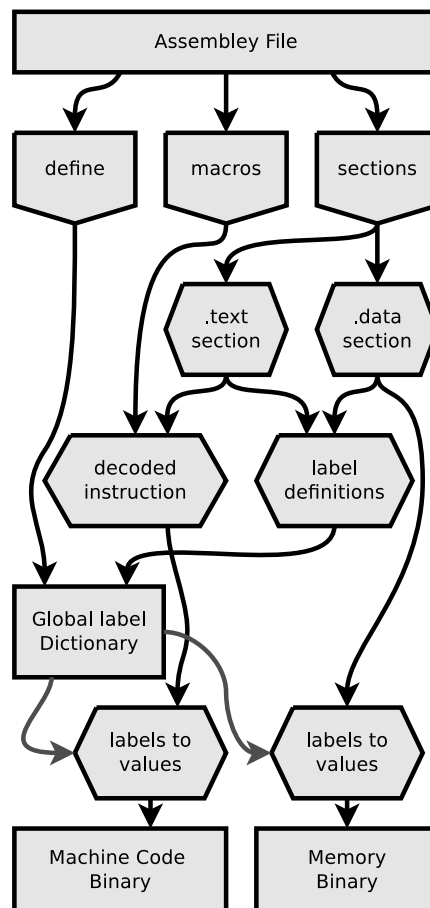 Assembley File
define
macros
sections
.text
section
.data
section
decoded
instruction
label
definitions
Global label
Dictionary
labels to
values
labels to
values
Machine Code
Binary
Memory
Binary